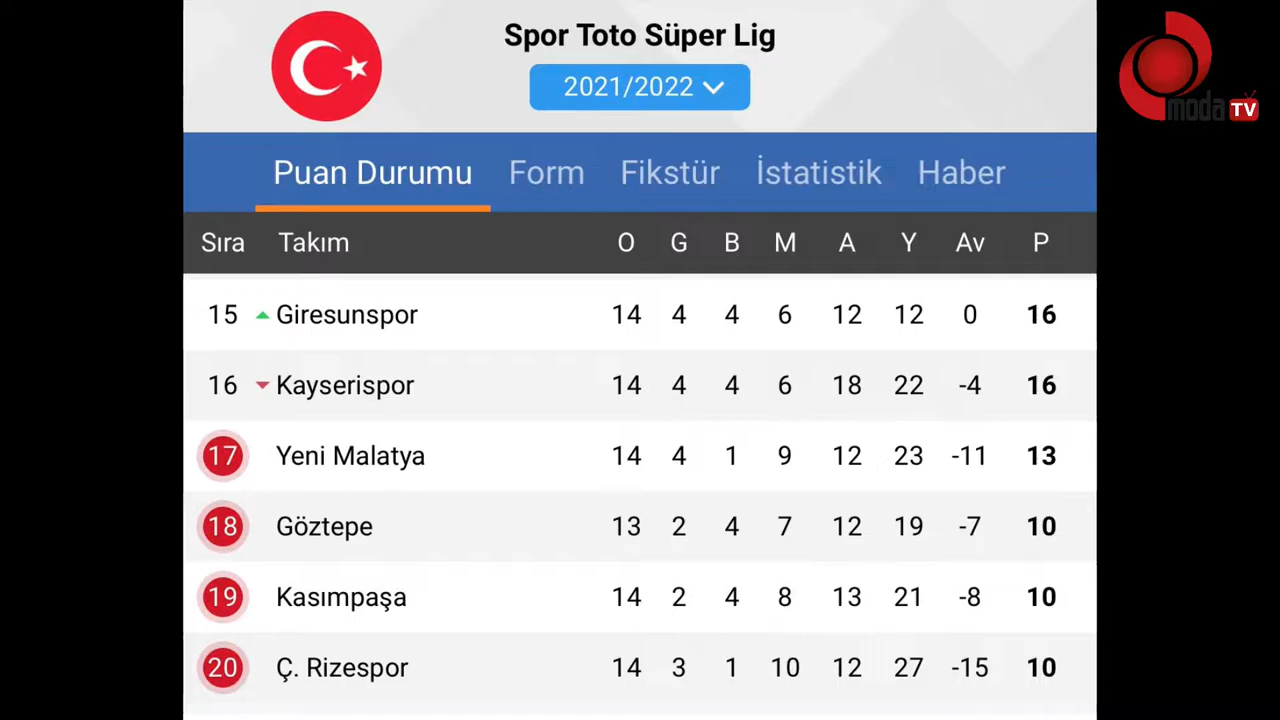 Spor Toto Süper Lig
2021/2022
moda TV
Puan Durumu Form Fikstür İstatistik Haber
Sıra Takım O G B M A Y Av P
15 Giresunspor 14 4 4 6 12 12 0 16
16 Kayserispor 14 4 4 6 18 22 -4 16
17 Yeni Malatya 14 4 1 9 12 23 -11 13
18 Göztepe 13 2 4 7 12 19 -7 10
19 Kasımpaşa 14 2 4 8 13 21 -8 10
20 Ç. Rizespor 14 3 1 10 12 27 -15 10